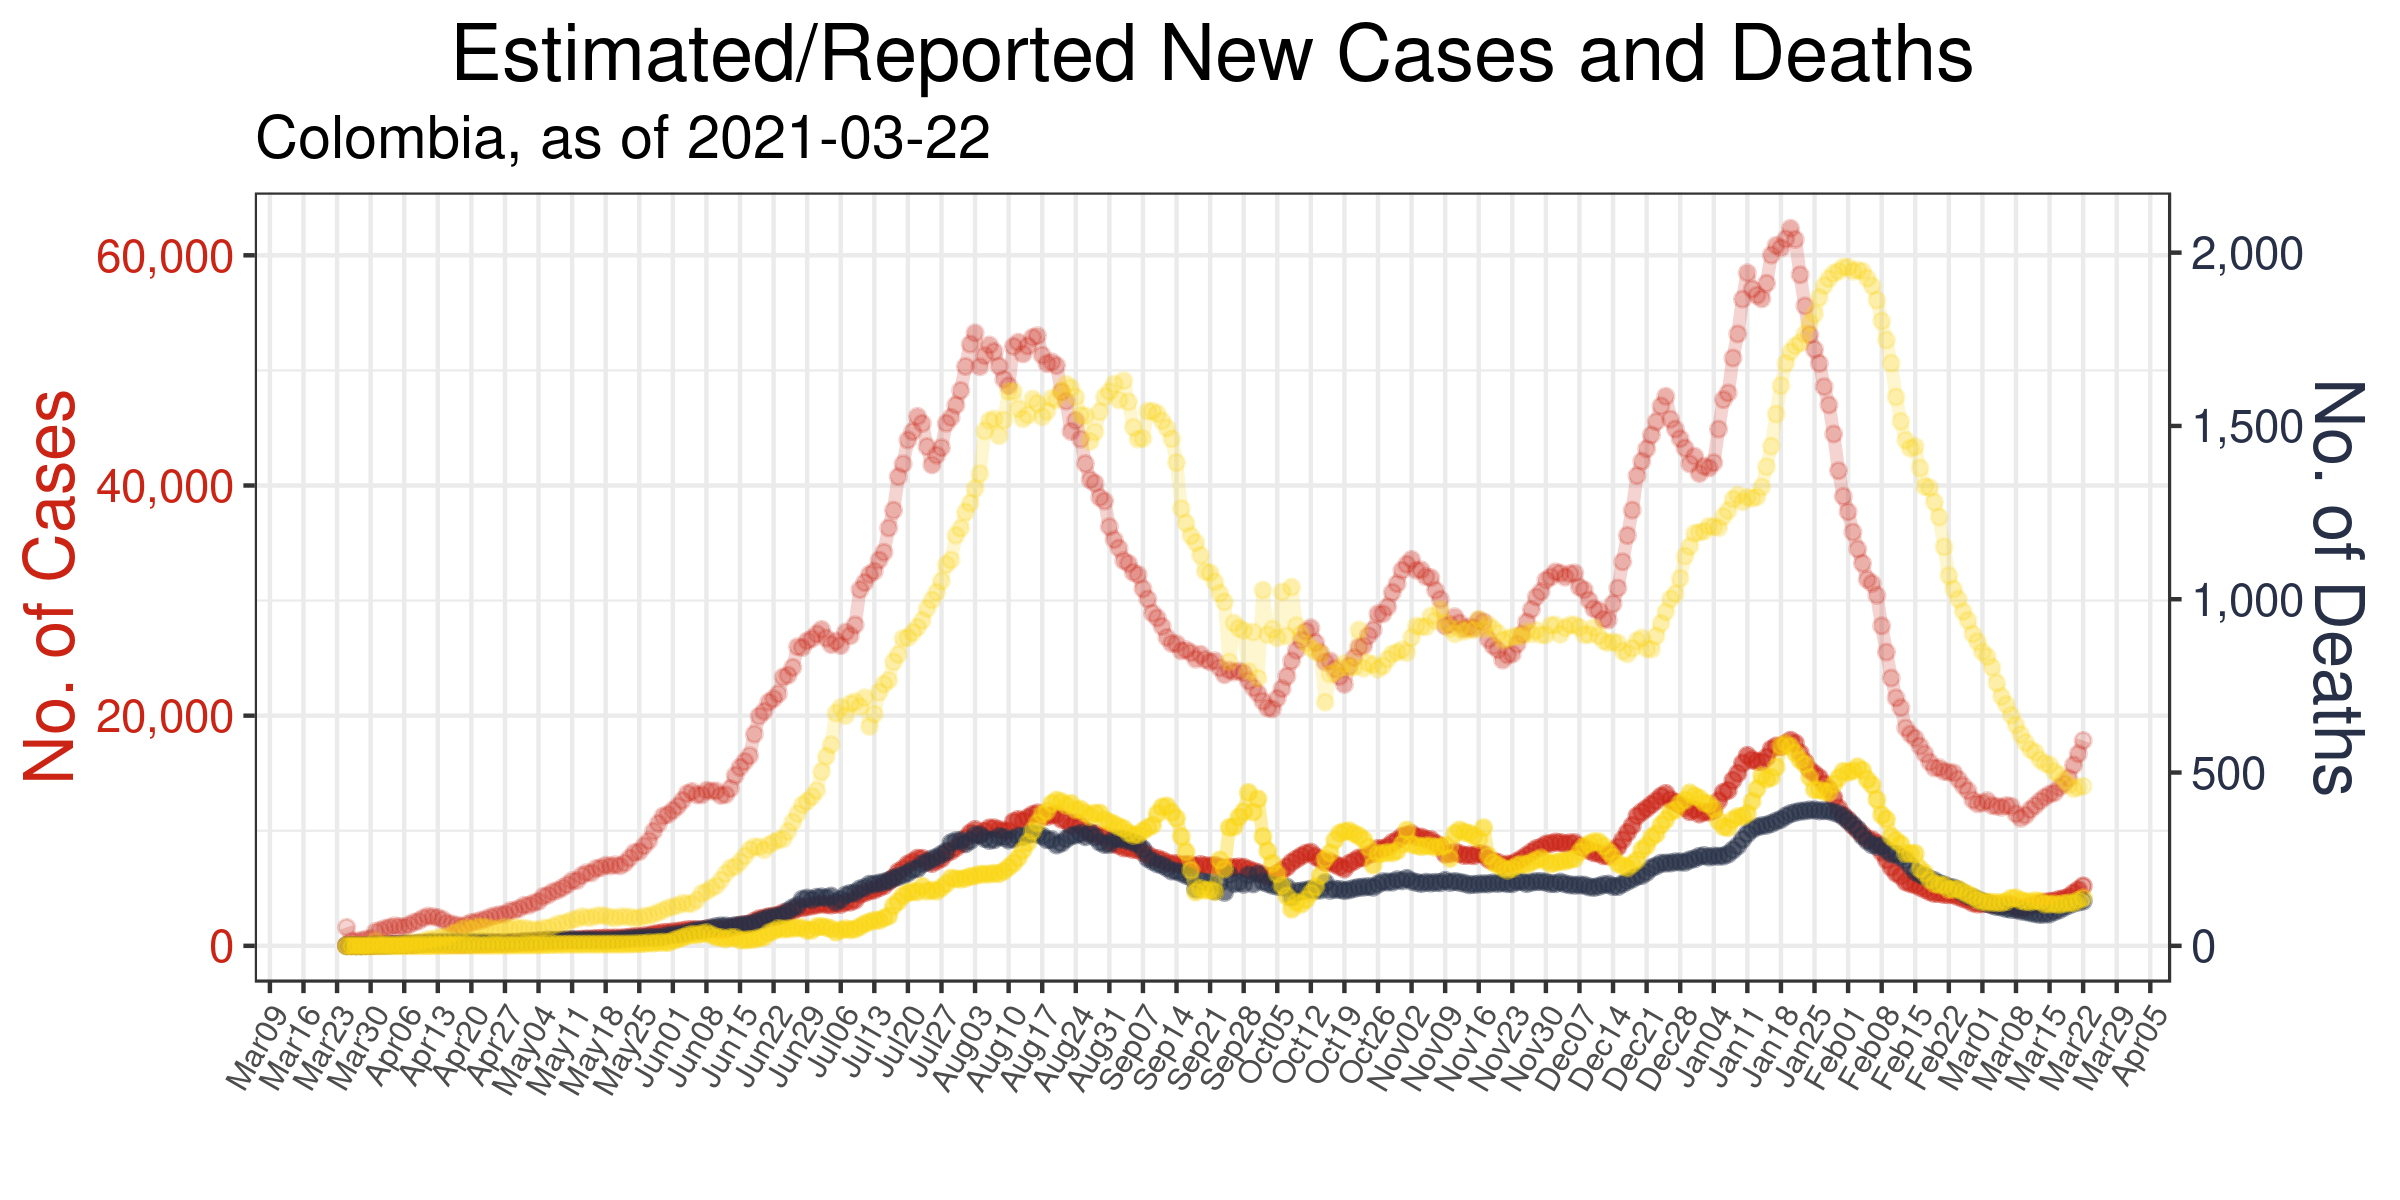 Estimated/Reported New Cases and Deaths
Colombia, as of 2021-03-22
No. of Cases
60,000
40,000
20,000
0
2,000
1,500
1,000
500
0
No. of Deaths
Mar09
Mar16
Mar23
Mar30
Apr06
Apr13
Apr20
Apr27
May04
May11
May18
May25
Jun01
Jun08
Jun15
Jun22
Jun29
Jul06
Jul13
Jul20
Jul27
Aug03
Aug10
Aug17
Aug24
Aug31
Sep07
Sep14
Sep21
Sep28
Oct05
Oct12
Oct19
Oct26
Nov02
Nov09
Nov16
Nov23
Nov30
Dec07
Dec14
Dec21
Dec28
Jan04
Jan11
Jan18
Jan25
Feb01
Feb08
Feb15
Feb22
Mar01
Mar08
Mar15
Mar22
Mar29
Apr05